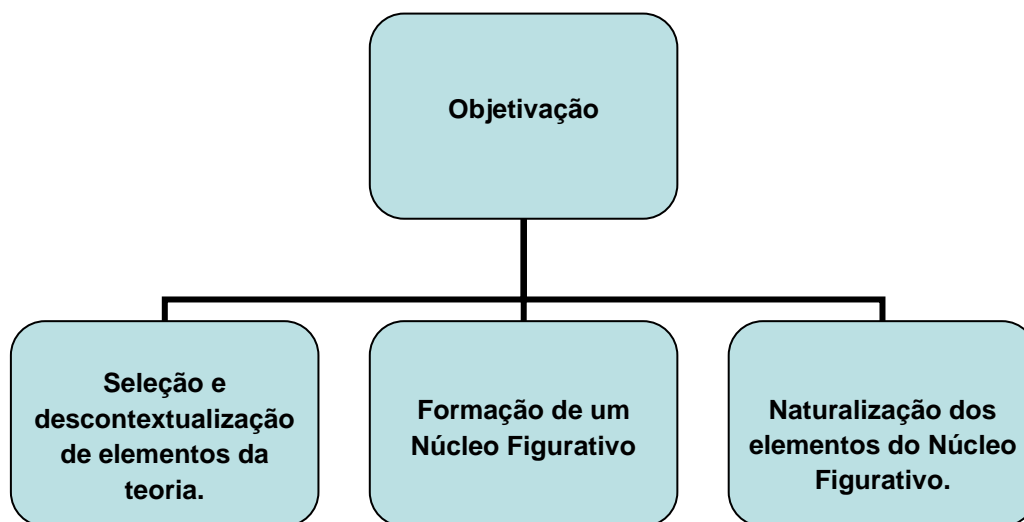 Objetivação
Seleção e
descontextualização
de elementos da
teoria.
Formação de um
Núcleo Figurativo
Naturalização dos
elementos do Núcleo
Figurativo.